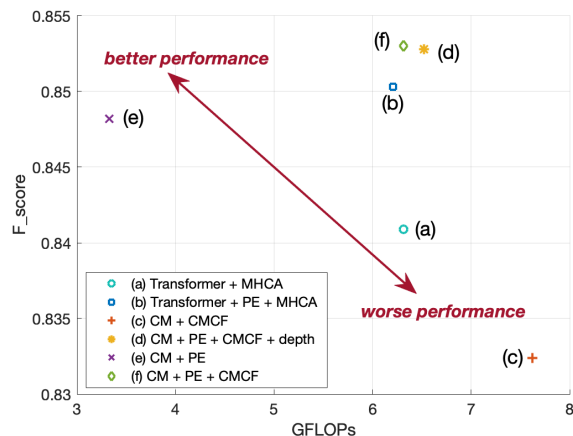 0.855
(f)
(d)
better performance
0.85
(b)
(e)
0.845
F_score
0.84
(a)
(a) Transformer + MHCA
(b) Transformer + PE + MHCA
(c) CM + CMCF
(d) CM + PE + CMCF + depth
(e) CM + PE
(f) CM + PE + CMCF
0.835
worse performance
(c)
0.83
3 4 5 6 7 8
GFLOPs